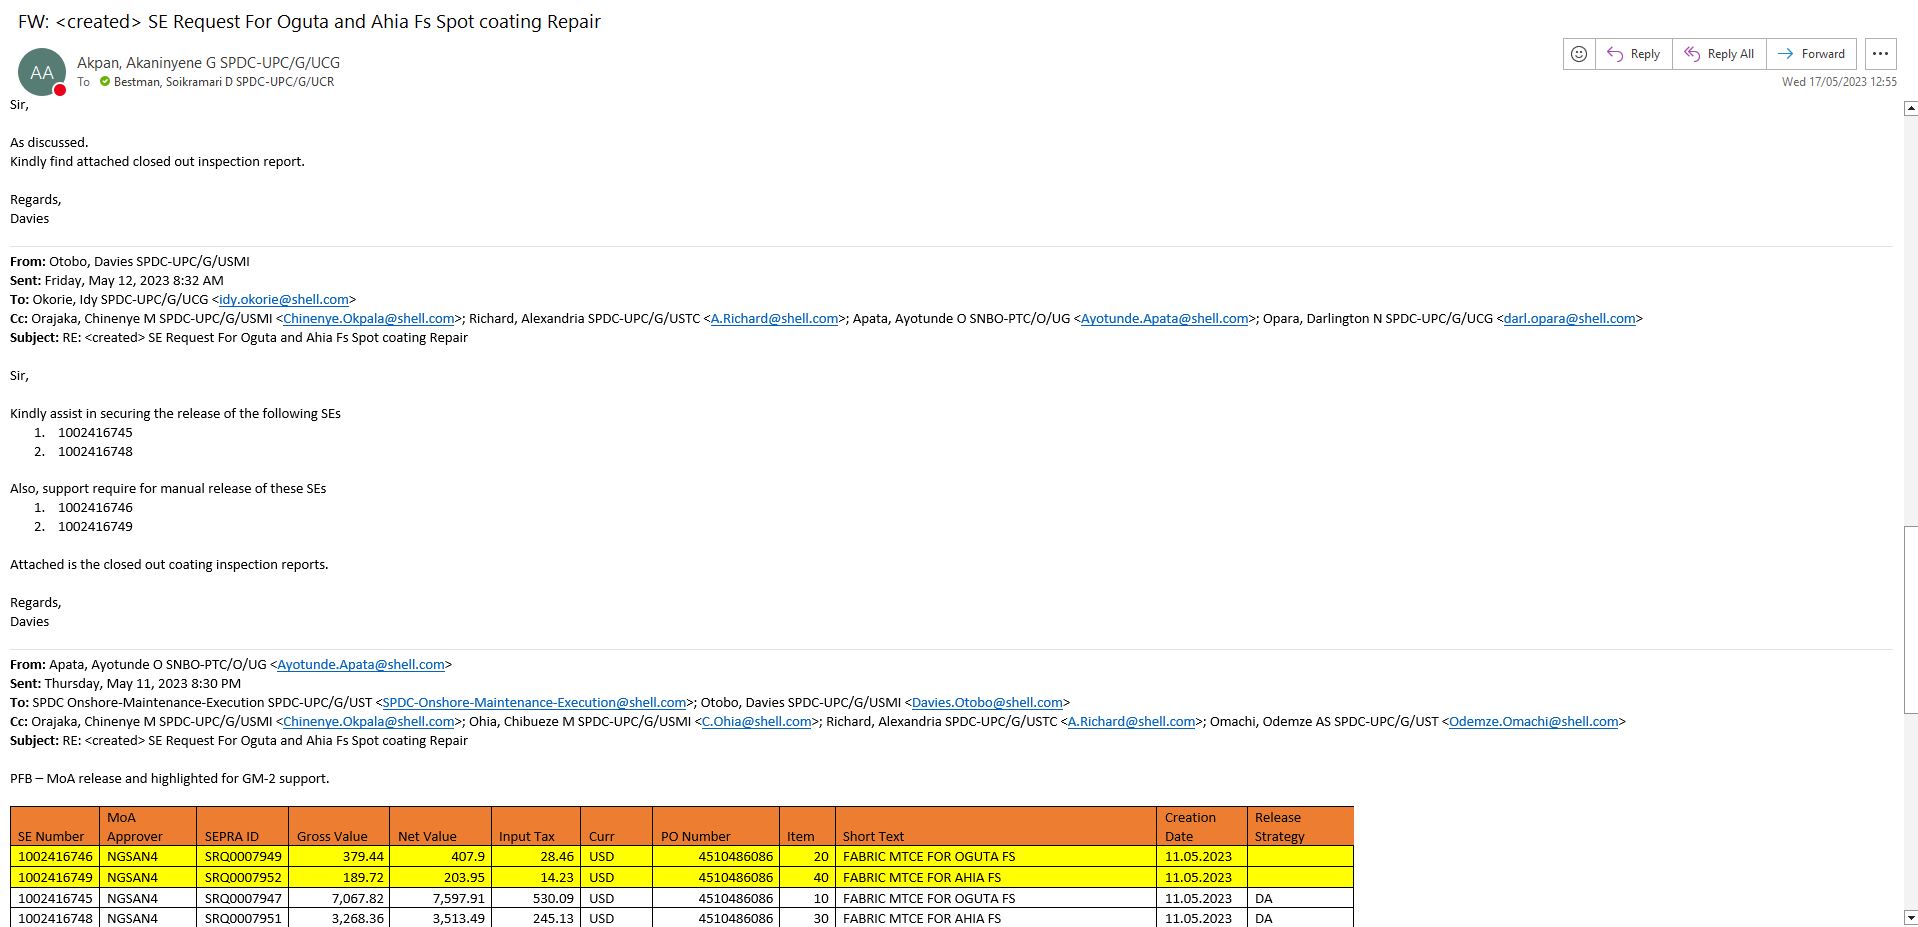 FW: <created> SE Request For Oguta and Ahia Fs Spot coating Repair
AA
Akpan, Akaninyene G SPDC-UPC/G/UCG
To Bestman, Soikramari D SPDC-UPC/G/UCR
Reply Reply All Forward
Wed 17/05/2023 12:55
Sir,
As discussed.
Kindly find attached closed out inspection report.
Regards,
Davies
From: Otobo, Davies SPDC-UPC/G/USMI
Sent: Friday, May 12, 2023 8:32 AM
To: Okorie, Idy SPDC-UPC/G/UCG <idy.okorie@shell.com>
Cc: Orajaka, Chinenye M SPDC-UPC/G/USMI <Chinenye.Okpala@shell.com>; Richard, Alexandria SPDC-UPC/G/USTC <A.Richard@shell.com>; Apata, Ayotunde O SNBO-PTC/O/UG <Ayotunde.Apata@shell.com>; Opara, Darlington N SPDC-UPC/G/UCG <darl.opara@shell.com>
Subject: RE: <created> SE Request For Oguta and Ahia Fs Spot coating Repair
Sir,
Kindly assist in securing the release of the following SEs
1. 1002416745
2. 1002416748
Also, support require for manual release of these SEs
1. 1002416746
2. 1002416749
Attached is the closed out coating inspection reports.
Regards,
Davies
From: Apata, Ayotunde O SNBO-PTC/O/UG <Ayotunde.Apata@shell.com>
Sent: Thursday, May 11, 2023 8:30 PM
To: SPDC Onshore-Maintenance-Execution SPDC-UPC/G/UST <SPDC-Onshore-Maintenance-Execution@shell.com>; Otobo, Davies SPDC-UPC/G/USMI <Davies.Otobo@shell.com>
Cc: Orajaka, Chinenye M SPDC-UPC/G/USMI <Chinenye.Okpala@shell.com>; Ohia, Chibueze M SPDC-UPC/G/USMI <C.Ohia@shell.com>; Richard, Alexandria SPDC-UPC/G/USTC <A.Richard@shell.com>; Omachi, Odemze AS SPDC-UPC/G/UST <Odemze.Omachi@shell.com>
Subject: RE: <created> SE Request For Oguta and Ahia Fs Spot coating Repair
PFB – MoA release and highlighted for GM-2 support.
SE Number MoA Approver SEPRA ID Gross Value Net Value Input Tax Curr PO Number Item Short Text Creation Date Release Strategy
1002416746 NGSAN4 SRQ0007949 379.44 407.9 28.46 USD 4510486086 20 FABRIC MTCE FOR OGUTA FS 11.05.2023
1002416749 NGSAN4 SRQ0007952 189.72 203.95 14.23 USD 4510486086 40 FABRIC MTCE FOR AHIA FS 11.05.2023
1002416745 NGSAN4 SRQ0007947 7,067.82 7,597.91 530.09 USD 4510486086 10 FABRIC MTCE FOR OGUTA FS 11.05.2023 DA
1002416748 NGSAN4 SRQ0007951 3,268.36 3,513.49 245.13 USD 4510486086 30 FABRIC MTCE FOR AHIA FS 11.05.2023 DA